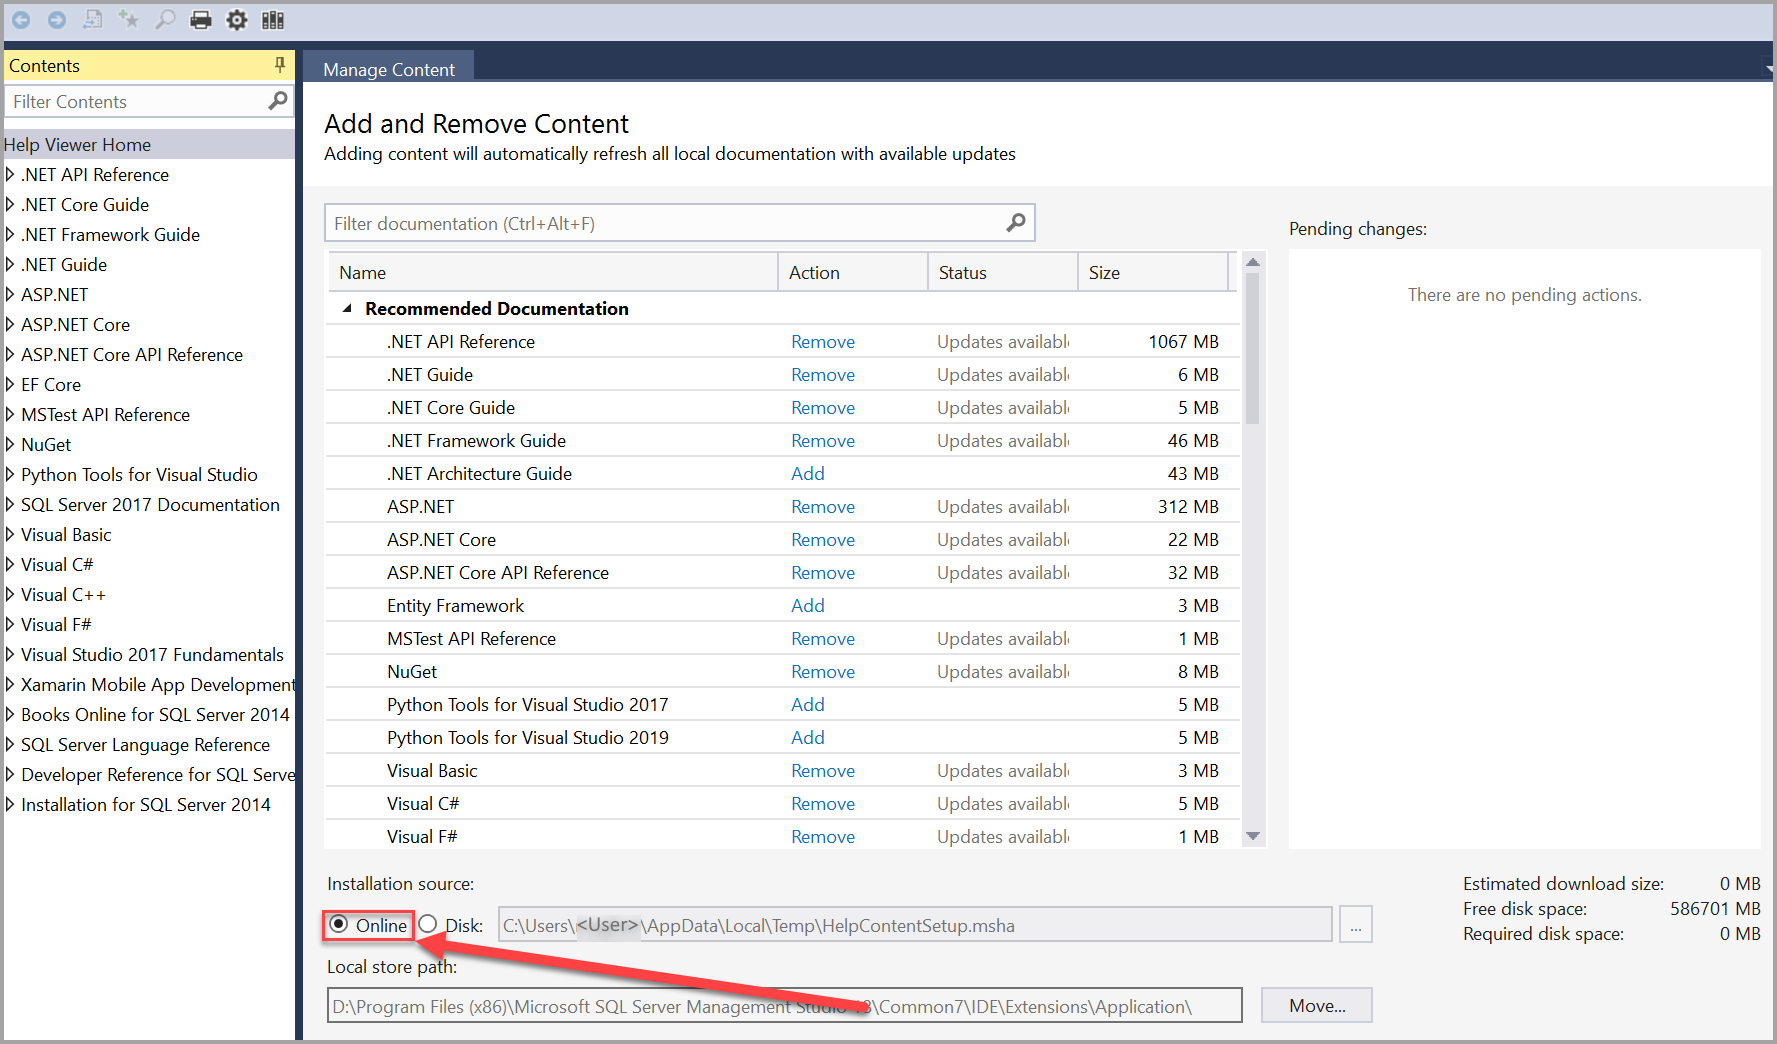 Contents
Filter Contents
Help Viewer Home
.NET API Reference
.NET Core Guide
.NET Framework Guide
.NET Guide
ASP.NET
ASP.NET Core
ASP.NET Core API Reference
EF Core
MSTest API Reference
NuGet
Python Tools for Visual Studio
SQL Server 2017 Documentation
Visual Basic
Visual C#
Visual C++
Visual F#
Visual Studio 2017 Fundamentals
Xamarin Mobile App Development
Books Online for SQL Server 2014
SQL Server Language Reference
Developer Reference for SQL Serve
Installation for SQL Server 2014
Manage Content
Add and Remove Content
Adding content will automatically refresh all local documentation with available updates
Filter documentation (Ctrl+Alt+F)
Name Action Status Size
Recommended Documentation
.NET API Reference Remove Updates availabl 1067 MB
.NET Guide Remove Updates availabl 6 MB
.NET Core Guide Remove Updates availabl 5 MB
.NET Framework Guide Remove Updates availabl 46 MB
.NET Architecture Guide Add 43 MB
ASP.NET Remove Updates availabl 312 MB
ASP.NET Core Remove Updates availabl 22 MB
ASP.NET Core API Reference Remove Updates availabl 32 MB
Entity Framework Add 3 MB
MSTest API Reference Remove Updates availabl 1 MB
NuGet Remove Updates availabl 8 MB
Python Tools for Visual Studio 2017 Add 5 MB
Python Tools for Visual Studio 2019 Add 5 MB
Visual Basic Remove Updates availabl 3 MB
Visual C# Remove Updates availabl 5 MB
Visual F# Remove Updates availabl 1 MB
Pending changes:
There are no pending actions.
Installation source:
Online Disk: C:\Users\<User>\AppData\Local\Temp\HelpContentSetup.msha ...
Local store path:
D:\Program Files (x86)\Microsoft SQL Server Management Studio \Common7\IDE\Extensions\Application\ Move...
Estimated download size: 0 MB
Free disk space: 586701 MB
Required disk space: 0 MB